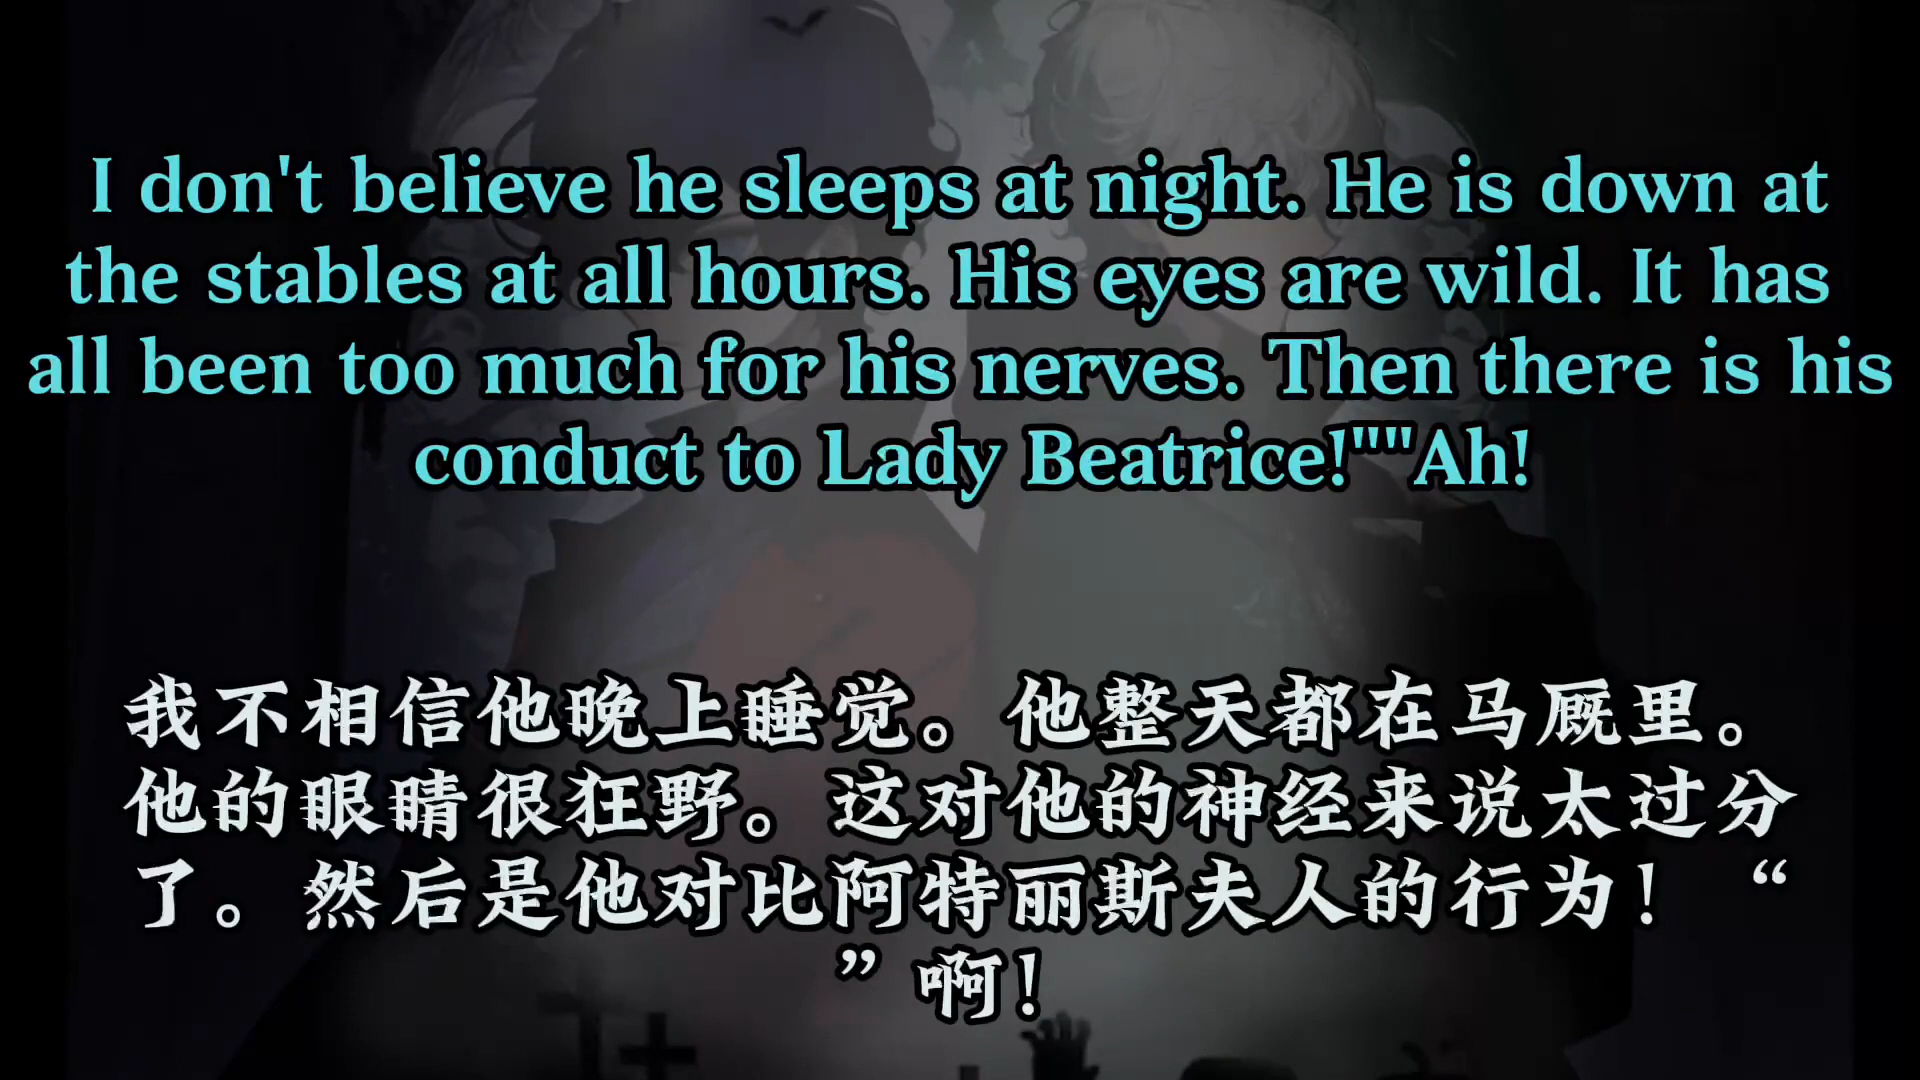 I don't believe he sleeps at night. He is down at
the stables at all hours. His eyes are wild. It has
all been too much for his nerves. Then there is his
conduct to Lady Beatrice!""Ah!
我不相信他晚上睡觉。他整天都在马厩里。
他的眼睛很狂野。这对他的神经来说太过分
了。然后是他对比阿特丽斯夫人的行为！“
”啊！